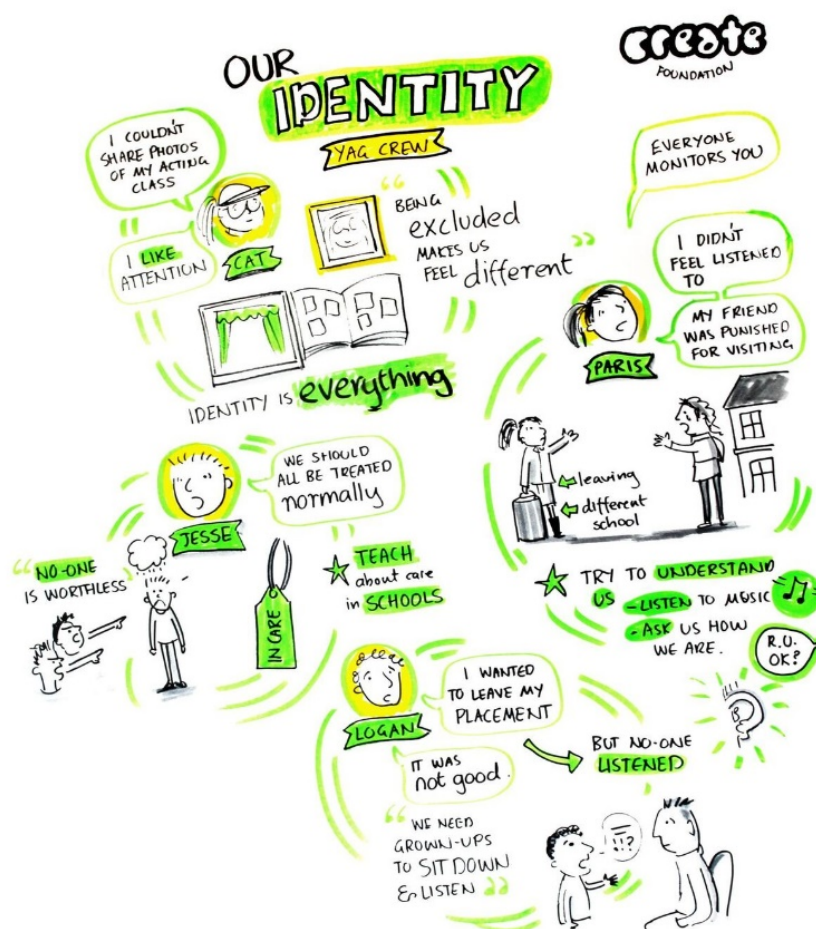 OUR
IDENTITY
YAG CREW
create
FOUNDATION
I COULDN'T
SHARE PHOTOS
OF MY ACTING
CLASS
I LIKE
ATTENTION
CAT
"BEING
excluded
MAKES US
FEEL different"
IDENTITY IS everything
EVERYONE
MONITORS YOU
I DIDN'T
FEEL LISTENED
TO
MY FRIEND
WAS PUNISHED
FOR VISITING
PARIS
leaving
different
school
TRY TO UNDERSTAND
US - LISTEN TO MUSIC
- ASK US HOW
WE ARE.
R.U.
OK?
JESSE
WE SHOULD
ALL BE TREATED
normally
"NO-ONE
IS WORTHLESS
IN CARE
TEACH
about care
in SCHOOLS
LOGAN
I WANTED
TO LEAVE MY
PLACEMENT
BUT NO-ONE
LISTENED
IT WAS
not good.
"WE NEED
GROWN-UPS
TO SIT DOWN
& LISTEN"
!!?